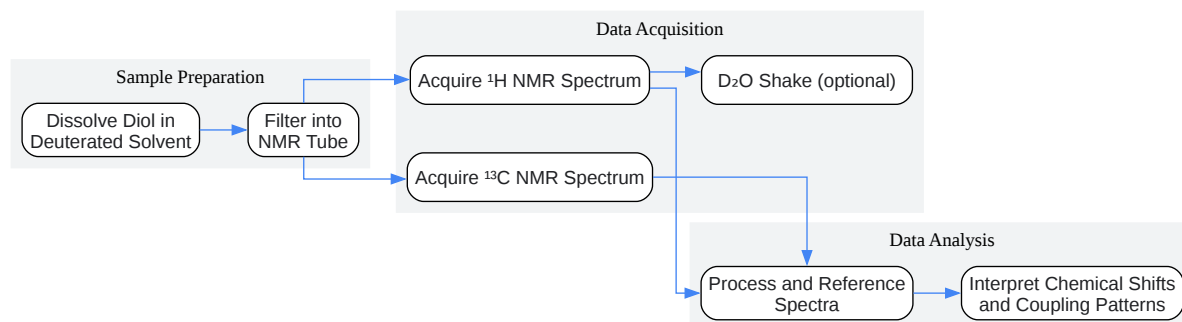 Sample Preparation
Dissolve Diol in
Deuterated Solvent
Filter into
NMR Tube
Data Acquisition
Acquire ¹H NMR Spectrum
D₂O Shake (optional)
Acquire ¹³C NMR Spectrum
Data Analysis
Process and Reference
Spectra
Interpret Chemical Shifts
and Coupling Patterns